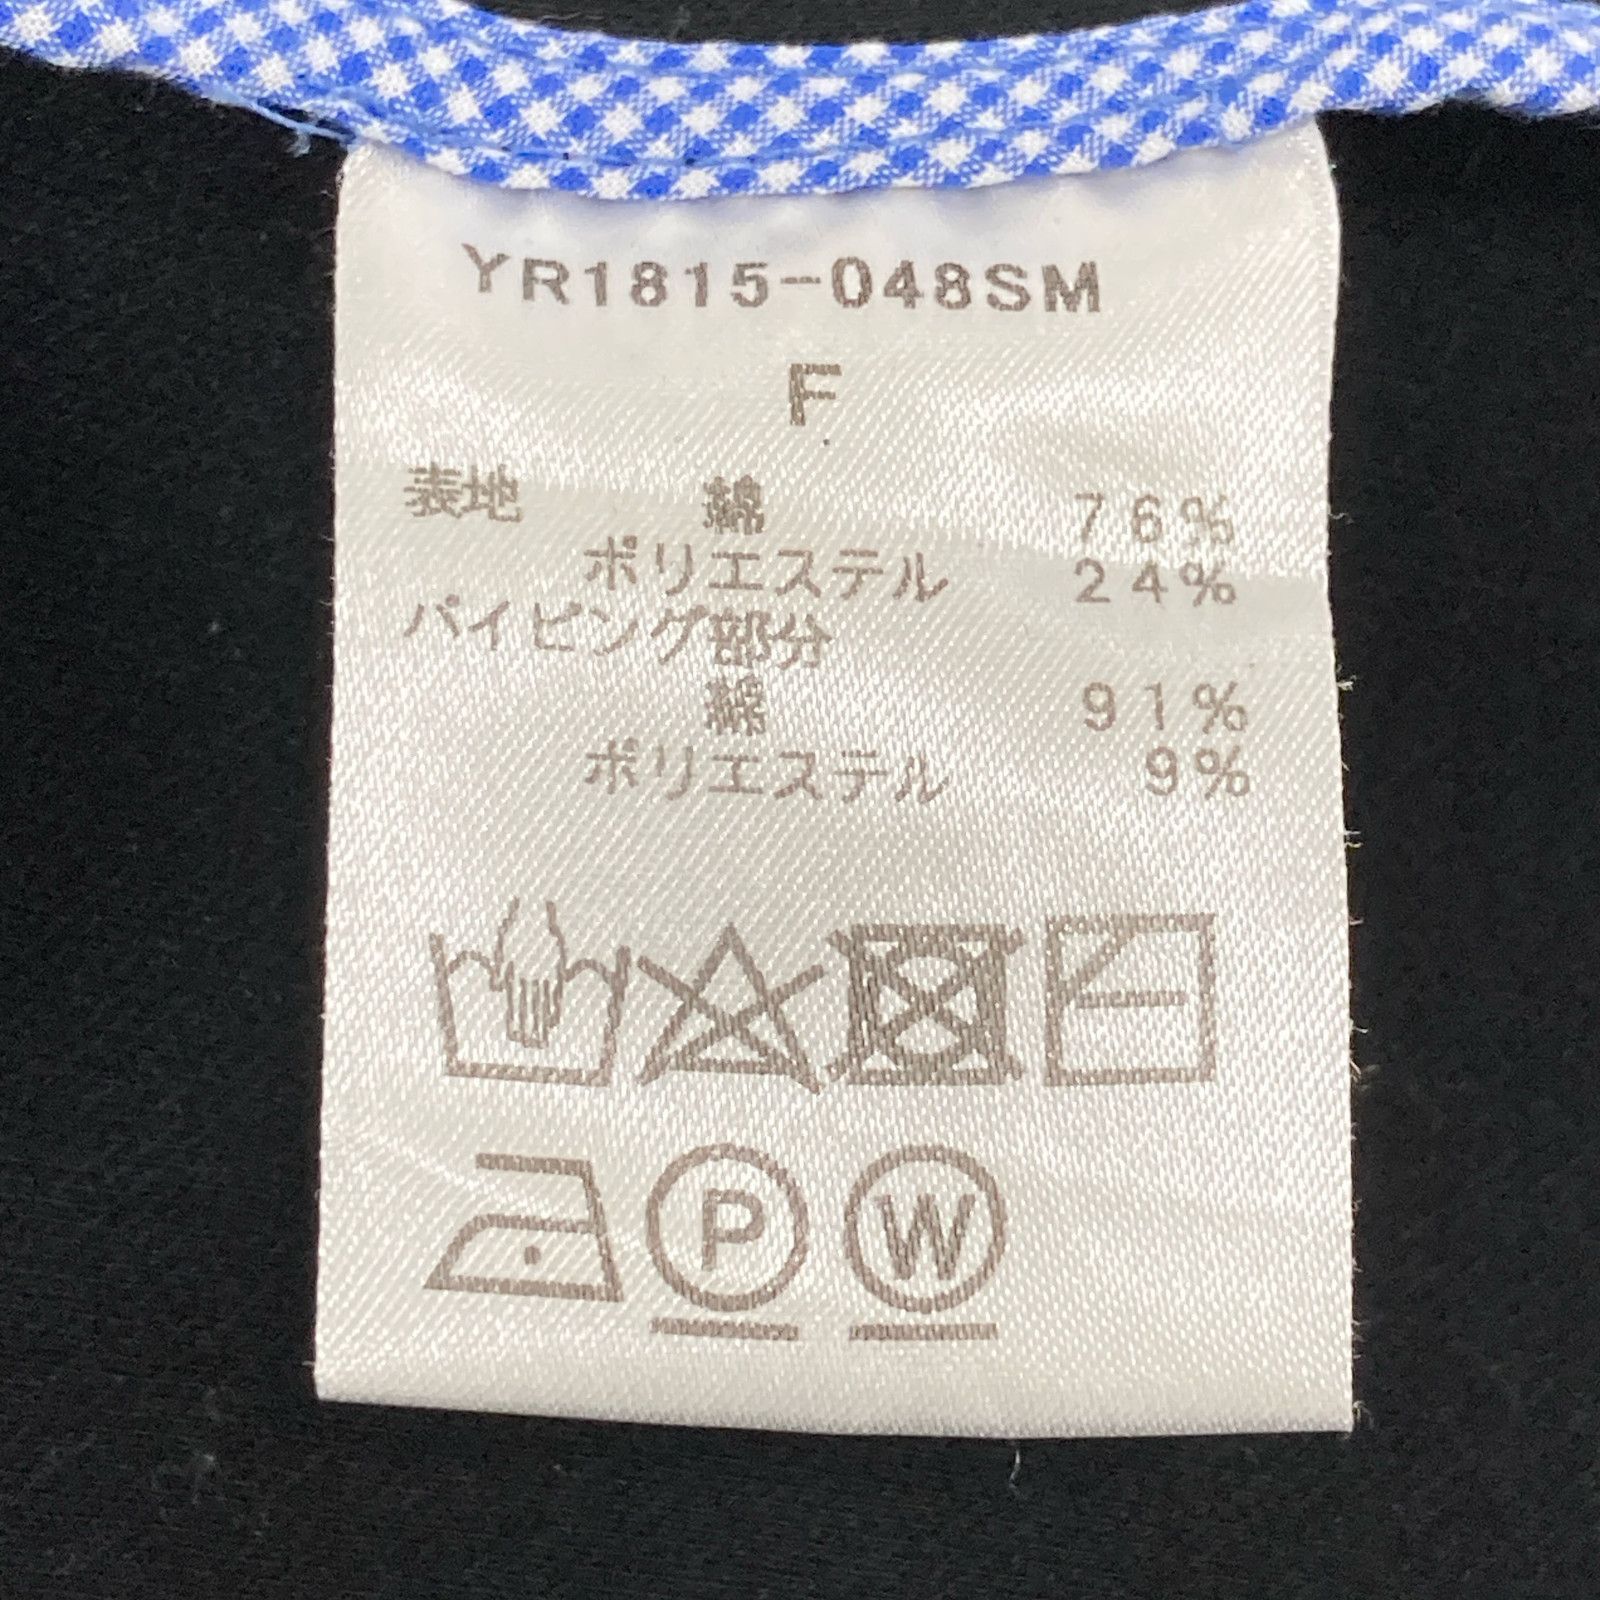 YR1815-048SM
F
表地 綿 76%
ポリエステル 24%
パイピング部分
綿 91%
ポリエステル 9%
P W